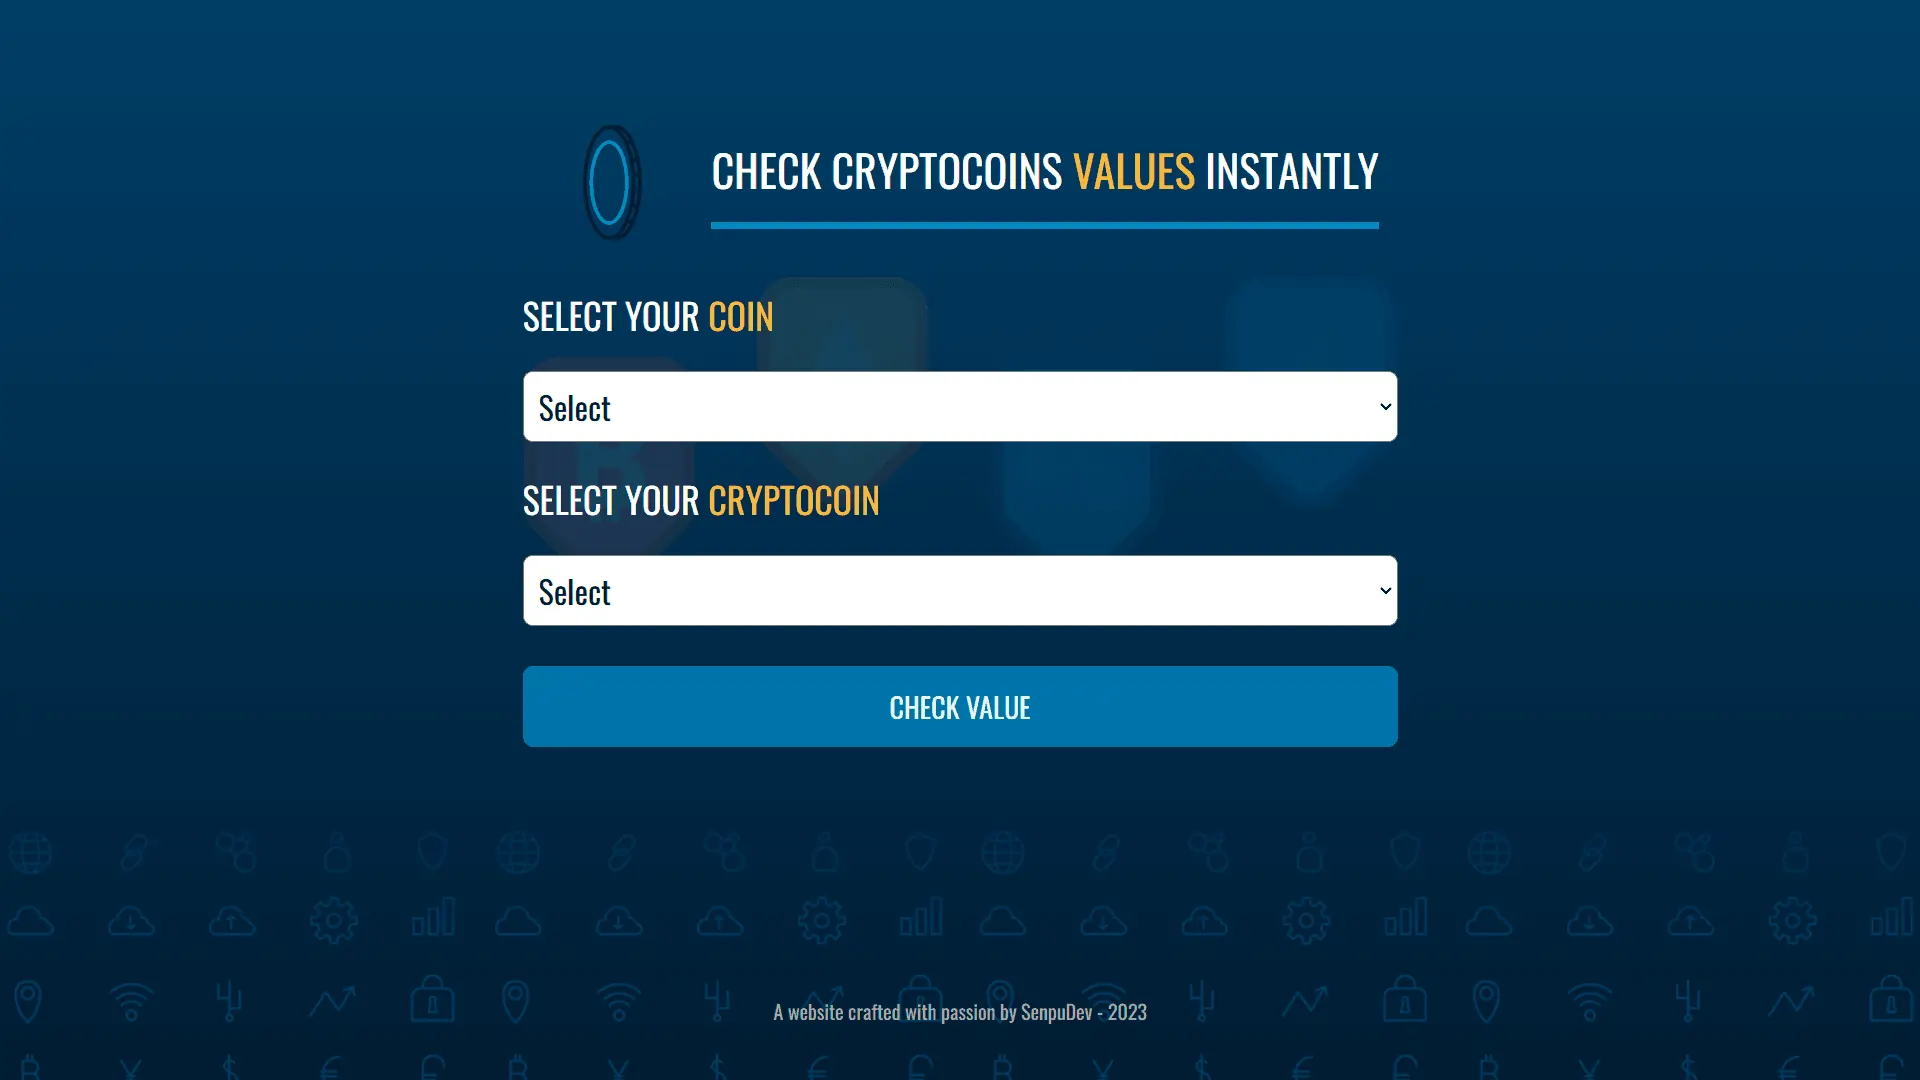 CHECK CRYPTOCOINS VALUES INSTANTLY
SELECT YOUR COIN
Select
SELECT YOUR CRYPTOCOIN
Select
CHECK VALUE
A website crafted with passion by SenpuDev - 2023